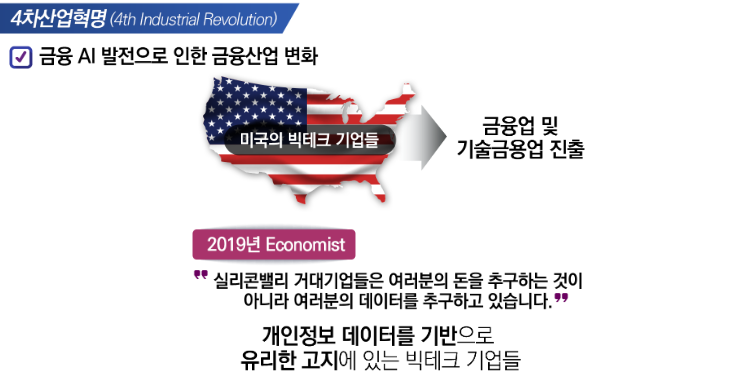 4차산업혁명 (4th Industrial Revolution)
금융 AI 발전으로 인한 금융산업 변화
미국의 빅테크 기업들
금융업 및
기술금용업 진출
2019년 Economist
" 실리콘밸리 거대기업들은 여러분의 돈을 추구하는 것이
아니라 여러분의 데이터를 추구하고 있습니다."
개인정보 데이터를 기반으로
유리한 고지에 있는 빅테크 기업들